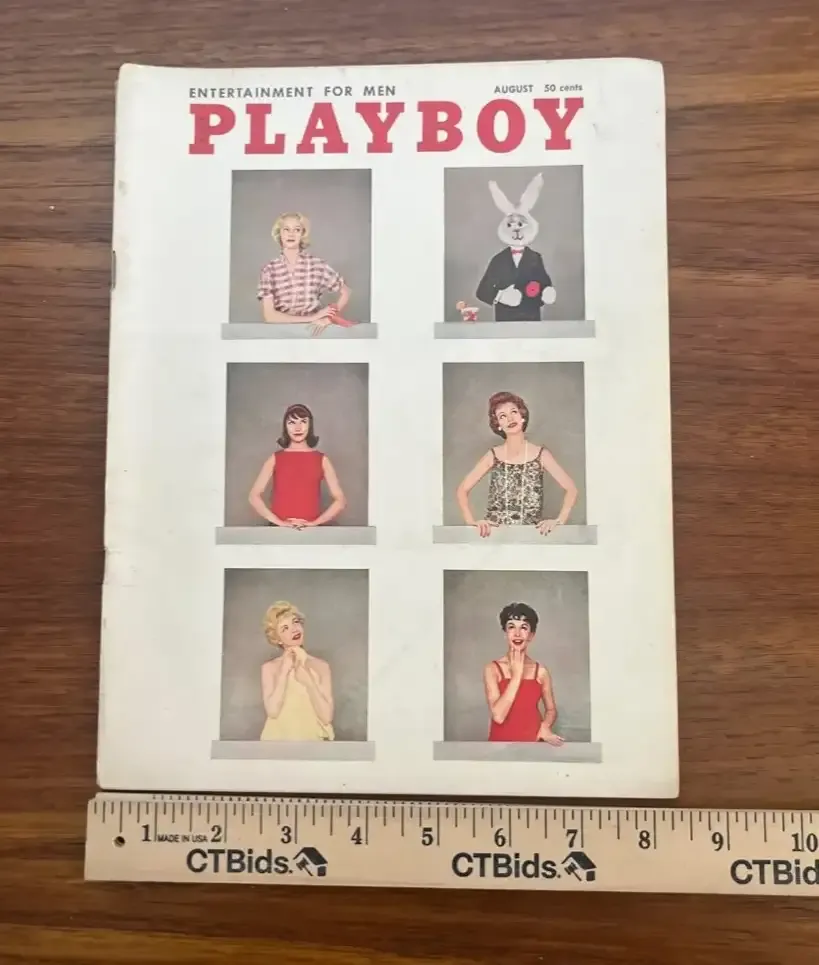 ENTERTAINMENT FOR MEN
AUGUST 50 cents
PLAYBOY
1 MADE IN USA 2 3 4 5 6 7 8 9 10
CTBids. CTBids. CTBid